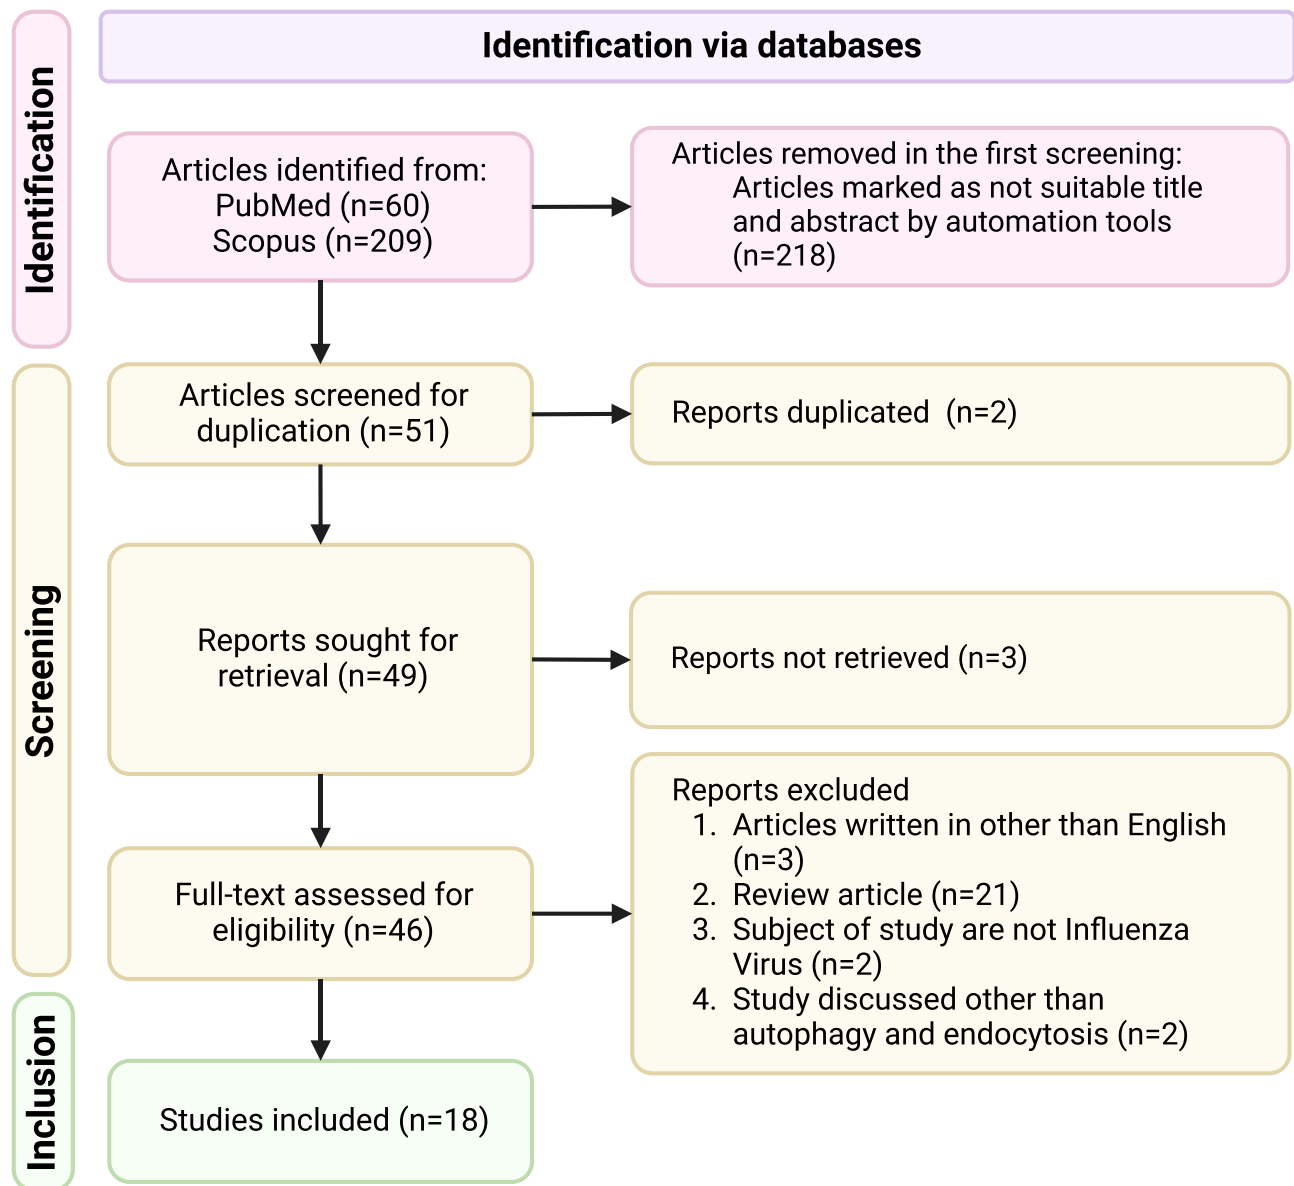 Identification via databases
Identification
Articles identified from:
PubMed (n=60)
Scopus (n=209)
Articles removed in the first screening:
Articles marked as not suitable title
and abstract by automation tools
(n=218)
Screening
Articles screened for
duplication (n=51)
Reports duplicated  (n=2)
Reports sought for
retrieval (n=49)
Reports not retrieved (n=3)
Full-text assessed for
eligibility (n=46)
Reports excluded
1. Articles written in other than English
(n=3)
2. Review article (n=21)
3. Subject of study are not Influenza
Virus (n=2)
4. Study discussed other than
autophagy and endocytosis (n=2)
Inclusion
Studies included (n=18)